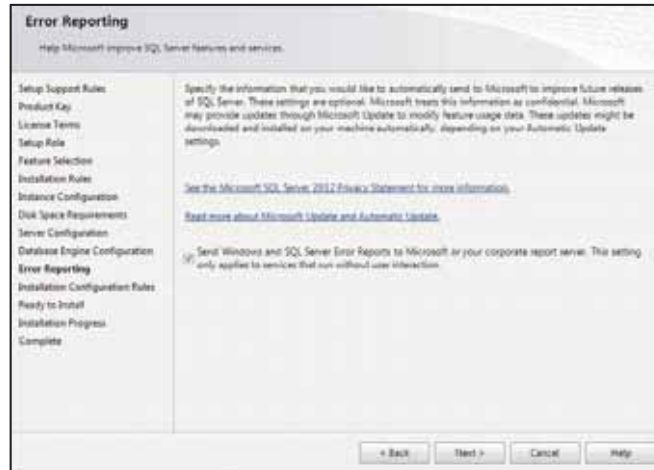 Error Reporting
Help Microsoft improve SQL Server features and services.
Setup Support Rules
Product Key
License Terms
Setup Role
Feature Selection
Installation Rules
Instance Configuration
Disk Space Requirements
Server Configuration
Database Engine Configuration
Error Reporting
Installation Configuration Rules
Ready to Install
Installation Progress
Complete
Specify the information that you would like to automatically send to Microsoft to improve future releases
of SQL Server. These settings are optional. Microsoft treats this information as confidential. Microsoft
may provide updates through Microsoft Update to modify feature usage data. These updates might be
downloaded and installed on your machine automatically, depending on your Automatic Update
settings.
See the Microsoft SQL Server 2012 Privacy Statement for more information.
Read more about Microsoft Update and Automatic Update.
Send Windows and SQL Server Error Reports to Microsoft or your corporate report server. This setting
only applies to services that run without user interaction.
< Back
Next >
Cancel
Help